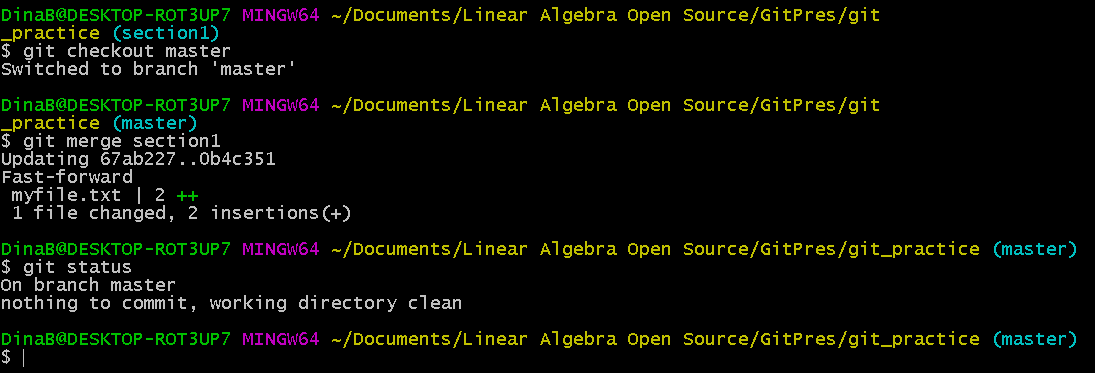 DinaB@DESKTOP-ROT3UP7 MINGW64 ~/Documents/Linear Algebra Open Source/GitPres/git
_practice (section1)
$ git checkout master
Switched to branch 'master'
DinaB@DESKTOP-ROT3UP7 MINGW64 ~/Documents/Linear Algebra Open Source/GitPres/git
_practice (master)
$ git merge section1
Updating 67ab227..0b4c351
Fast-forward
 myfile.txt | 2 ++
 1 file changed, 2 insertions(+)
DinaB@DESKTOP-ROT3UP7 MINGW64 ~/Documents/Linear Algebra Open Source/GitPres/git_practice (master)
$ git status
On branch master
nothing to commit, working directory clean
DinaB@DESKTOP-ROT3UP7 MINGW64 ~/Documents/Linear Algebra Open Source/GitPres/git_practice (master)
$